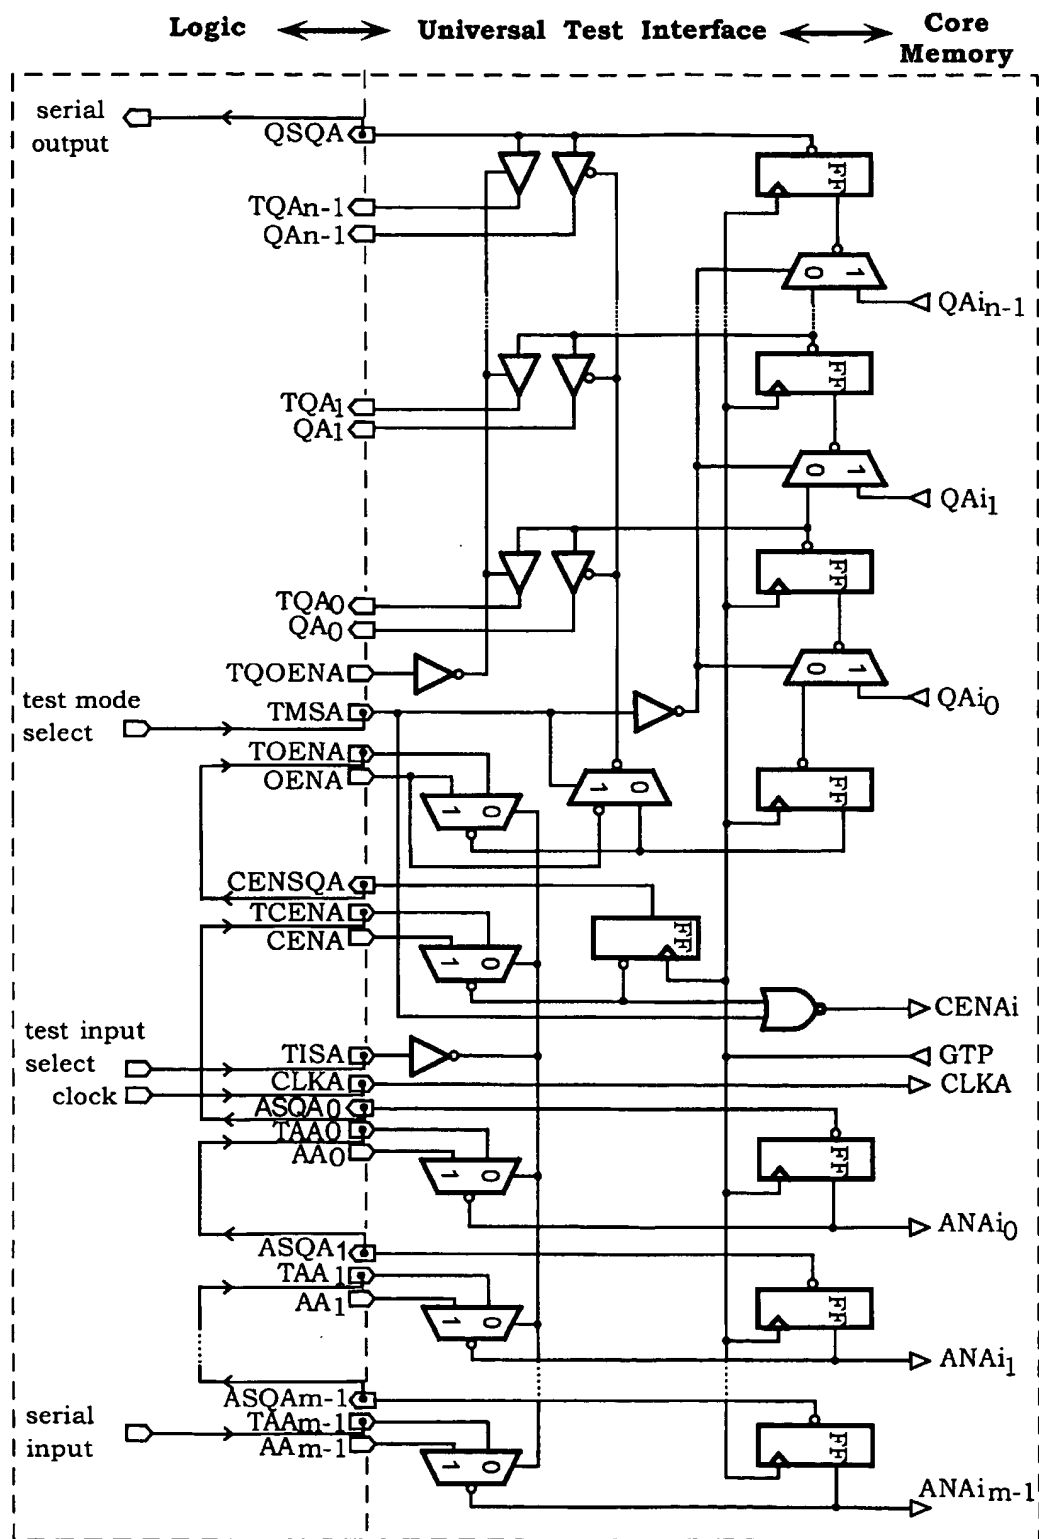 Logic Universal Test Interface Core Memory
serial output
QSQA
FF
TQAn-1
QAn-1
0 1
QAin-1
FF
TQA1
QA1
0 1
QAi1
FF
TQA0
QA0
0 1
TQOENA
QAi0
test mode select
TMSA
TOENA
OENA
1 0
1 0
FF
CENSQA
TCENA
CENA
FF
1 0
CENAi
test input select
TISA
GTP
clock
CLKA
CLKA
ASQA0
TAA0
AA0
FF
1 0
ANAi0
ASQA1
TAA1
AA1
FF
1 0
ANAi1
ASQAm-1
serial input
TAAm-1
AAm-1
FF
1 0
ANAim-1